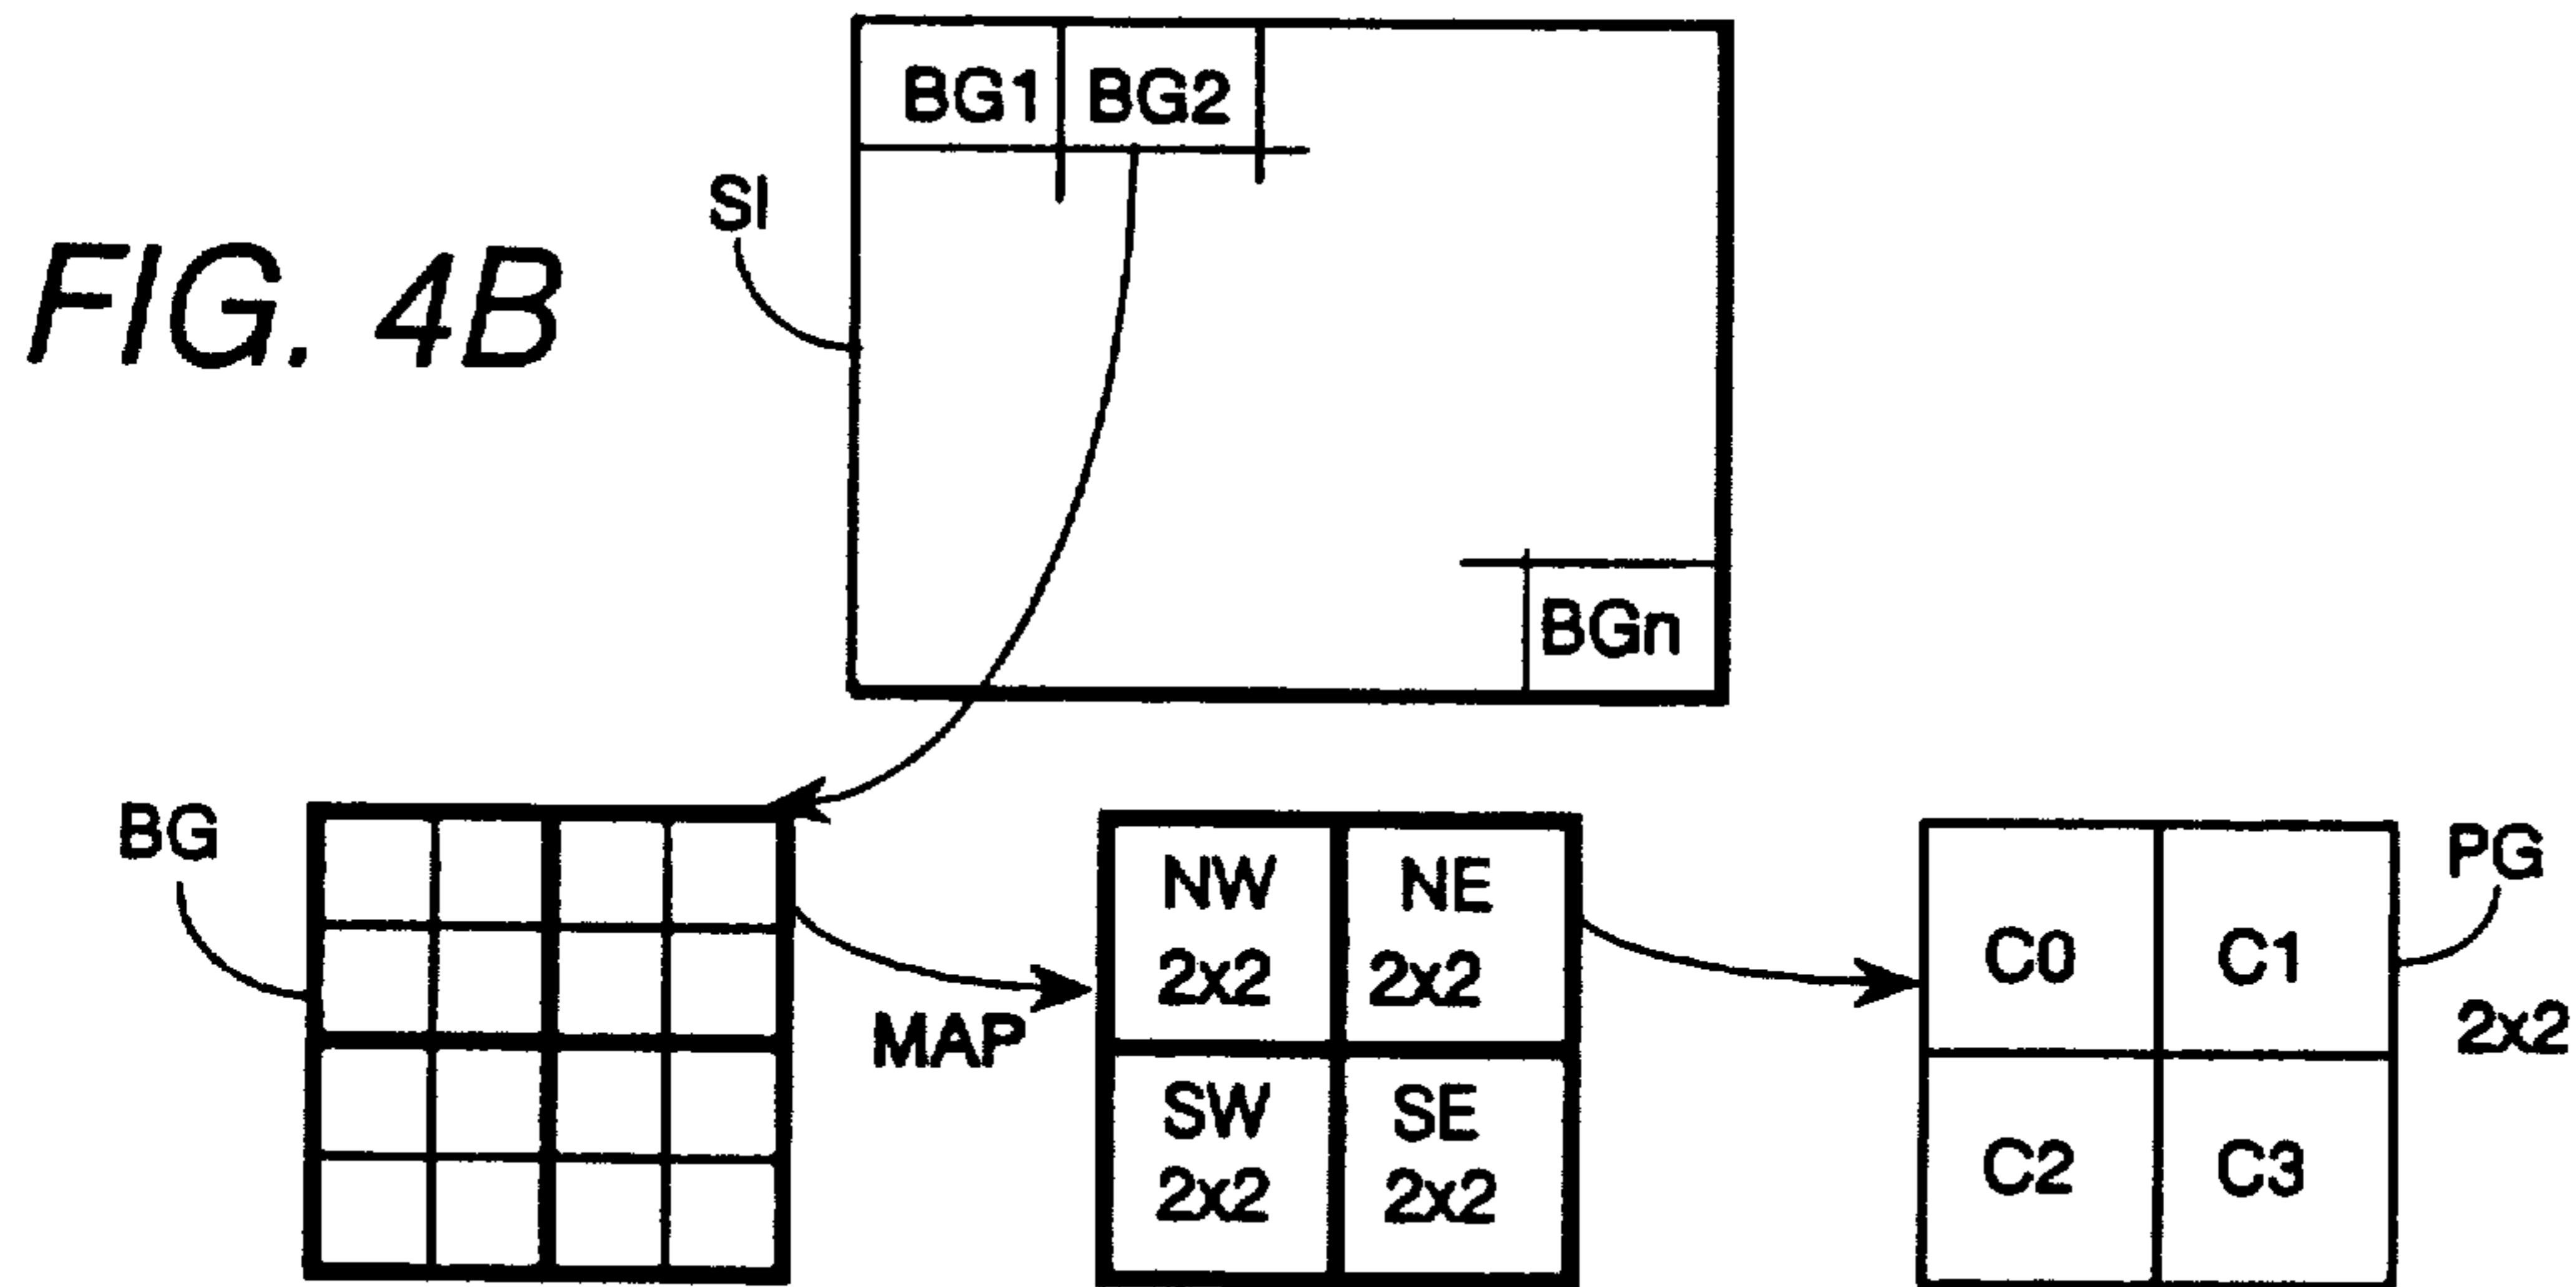 FIG. 4B
SI
BG1 BG2
BGn
BG
MAP
NW
2x2
NE
2x2
SW
2x2
SE
2x2
C0 C1
C2 C3
PG
2x2